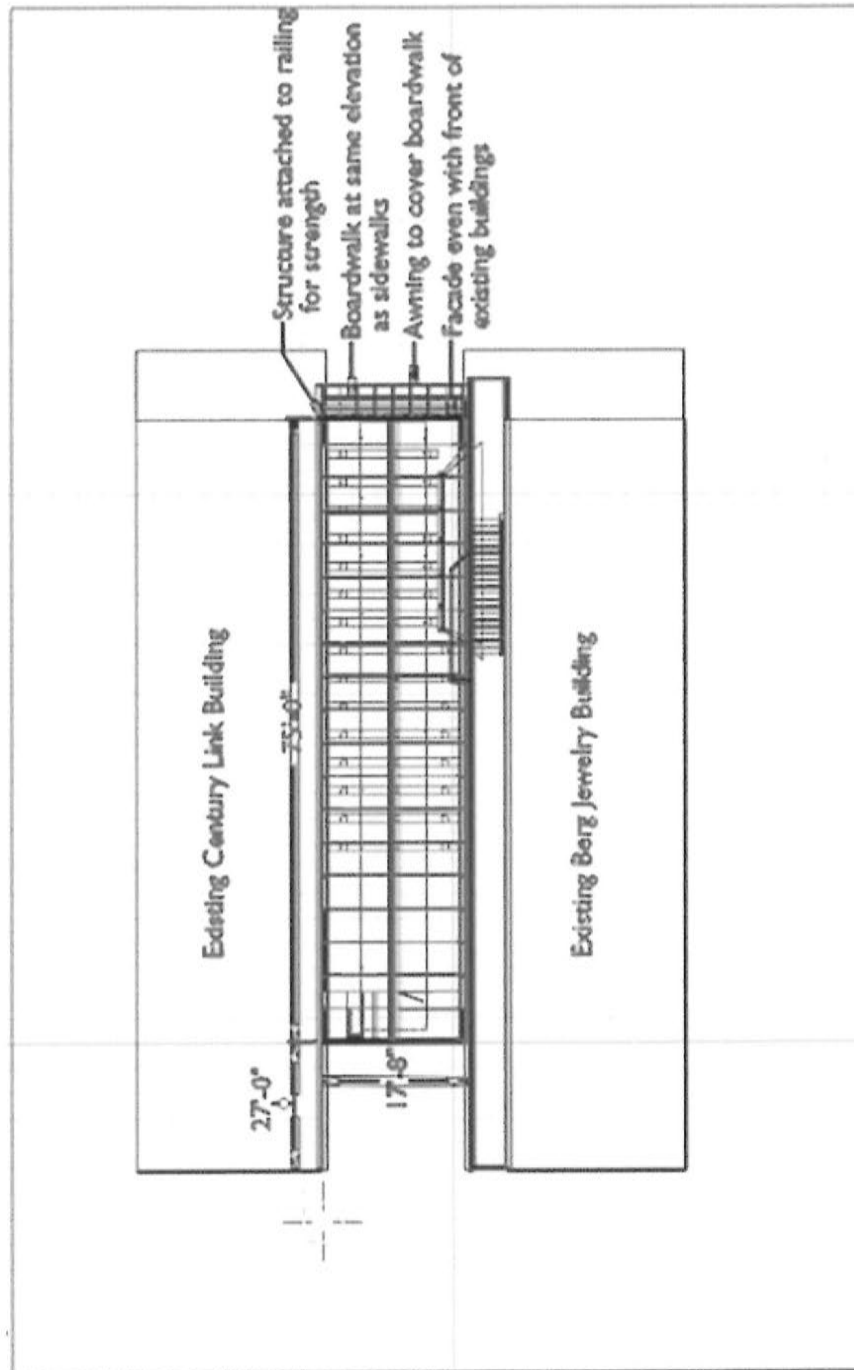 Structure attached to railing
for strength
Boardwalk at same elevation
as sidewalks
Awning to cover boardwalk
Facade even with front of
existing buildings
Existing Century Link Building
75'-0"
27'-0"
17'-8"
Existing Berg Jewelry Building